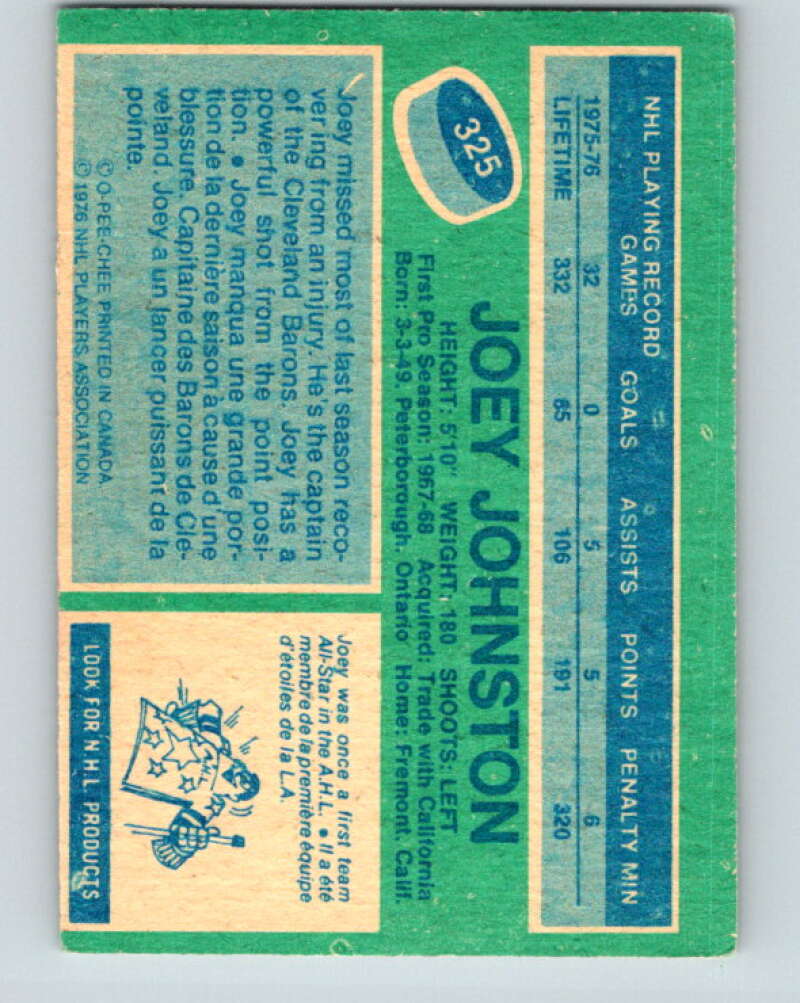 NHL PLAYING RECORD
GAMES GOALS ASSISTS POINTS PENALTY MIN
1975-76 32 0 5 5 6
LIFETIME 332 85 106 191 320
325
JOEY JOHNSTON
HEIGHT: 5'10" WEIGHT: 180 SHOOTS: LEFT
First Pro Season: 1967-68 Acquired: Trade with California
Born: 3-3-49, Peterborough, Ontario Home: Fremont, Calif.
Joey missed most of last season reco-
vering from an injury. He's the captain
of the Cleveland Barons. Joey has a
powerful shot from the point posi-
tion. • Joey manqua une grande por-
tion de la dernière saison à cause d'une
blessure. Capitaine des Barons de Cle-
veland. Joey a un lancer puissant de la
pointe.
© O-PEE-CHEE PRINTED IN CANADA
© 1976 NHL PLAYERS ASSOCIATION
Joey was once a first team
All-Star in the A.H.L. • Il a été
membre de la première équipe
d'étoiles de la L.A.
LOOK FOR N.H.L. PRODUCTS